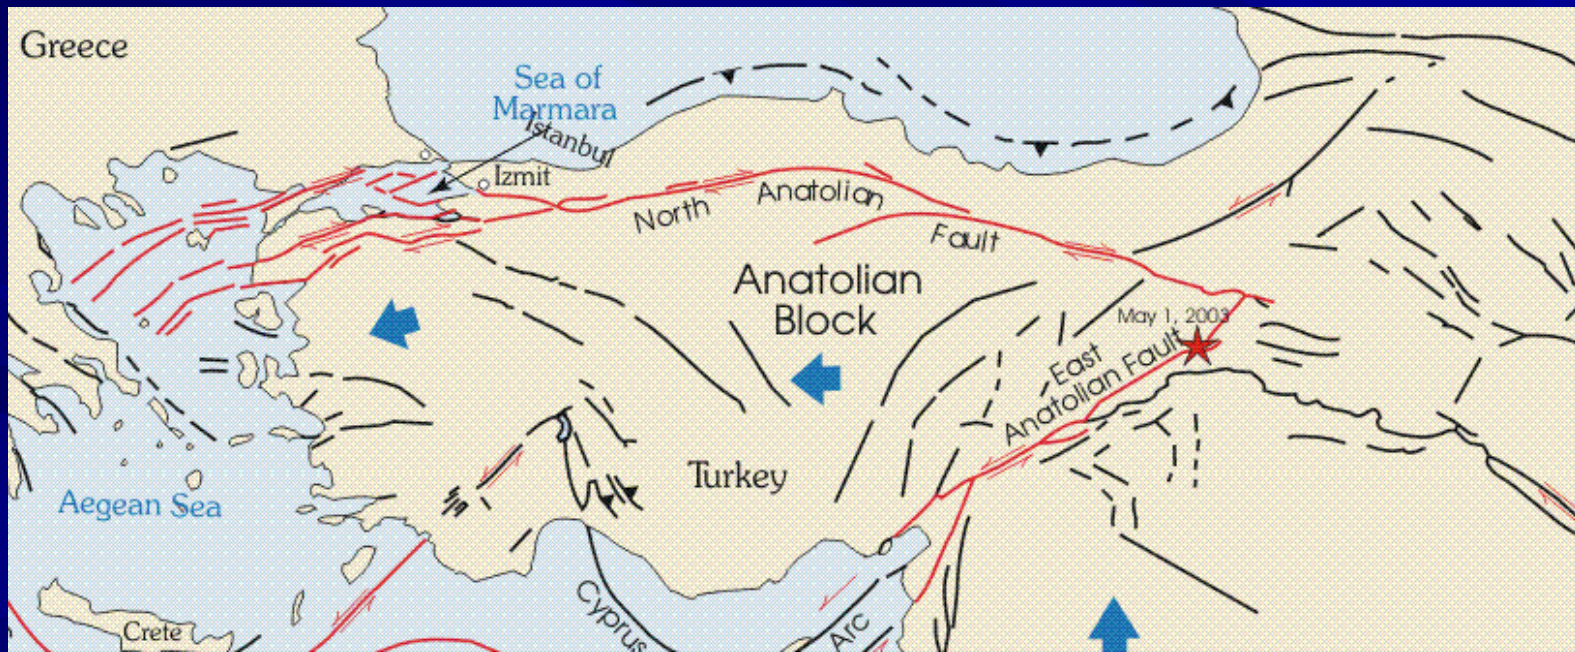 Greece
Sea of
Marmara
Istanbul
Izmit
North Anatolian Fault
Anatolian
Block
May 1, 2003
East
Anatolian Fault
Turkey
Aegean Sea
Crete
Cyprus Arc